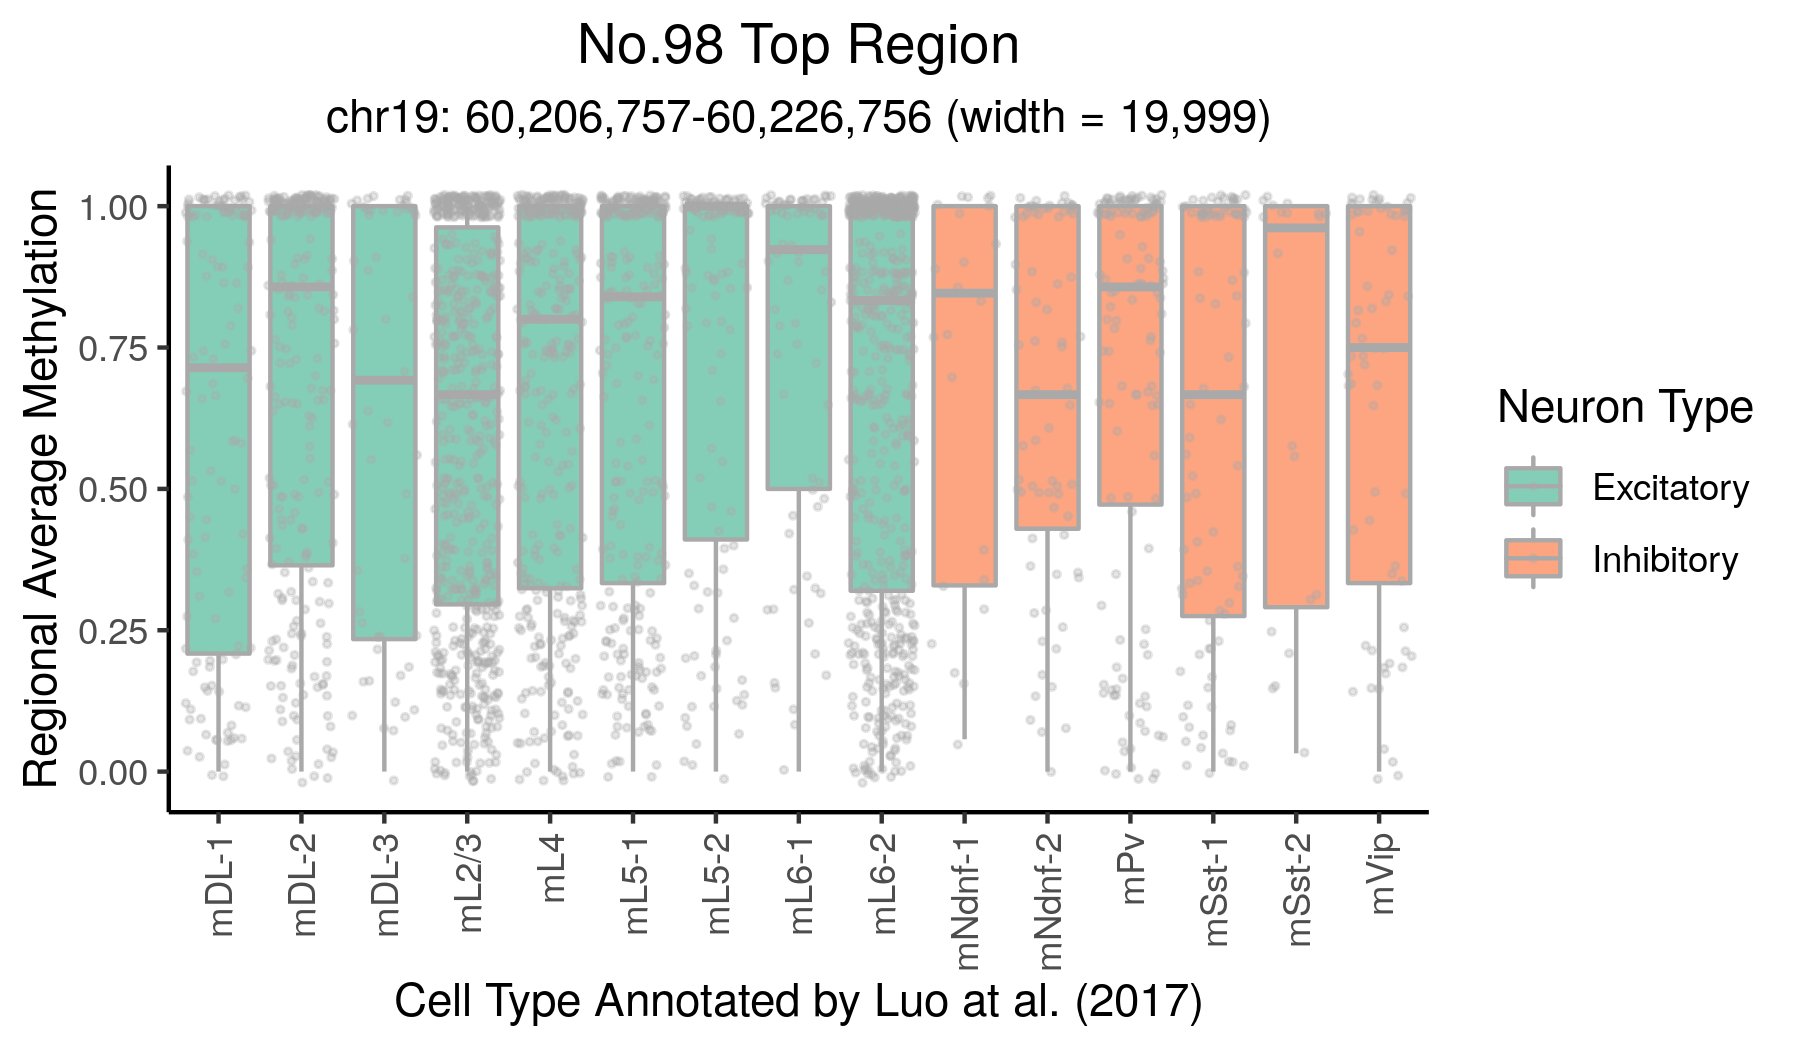 No.98 Top Region
chr19: 60,206,757-60,226,756 (width = 19,999)
Regional Average Methylation
1.00
0.75
0.50
0.25
0.00
mDL-1
mDL-2
mDL-3
mL2/3
mL4
mL5-1
mL5-2
mL6-1
mL6-2
mNdnf-1
mNdnf-2
mPv
mSst-1
mSst-2
mVip
Cell Type Annotated by Luo at al. (2017)
Neuron Type
Excitatory
Inhibitory